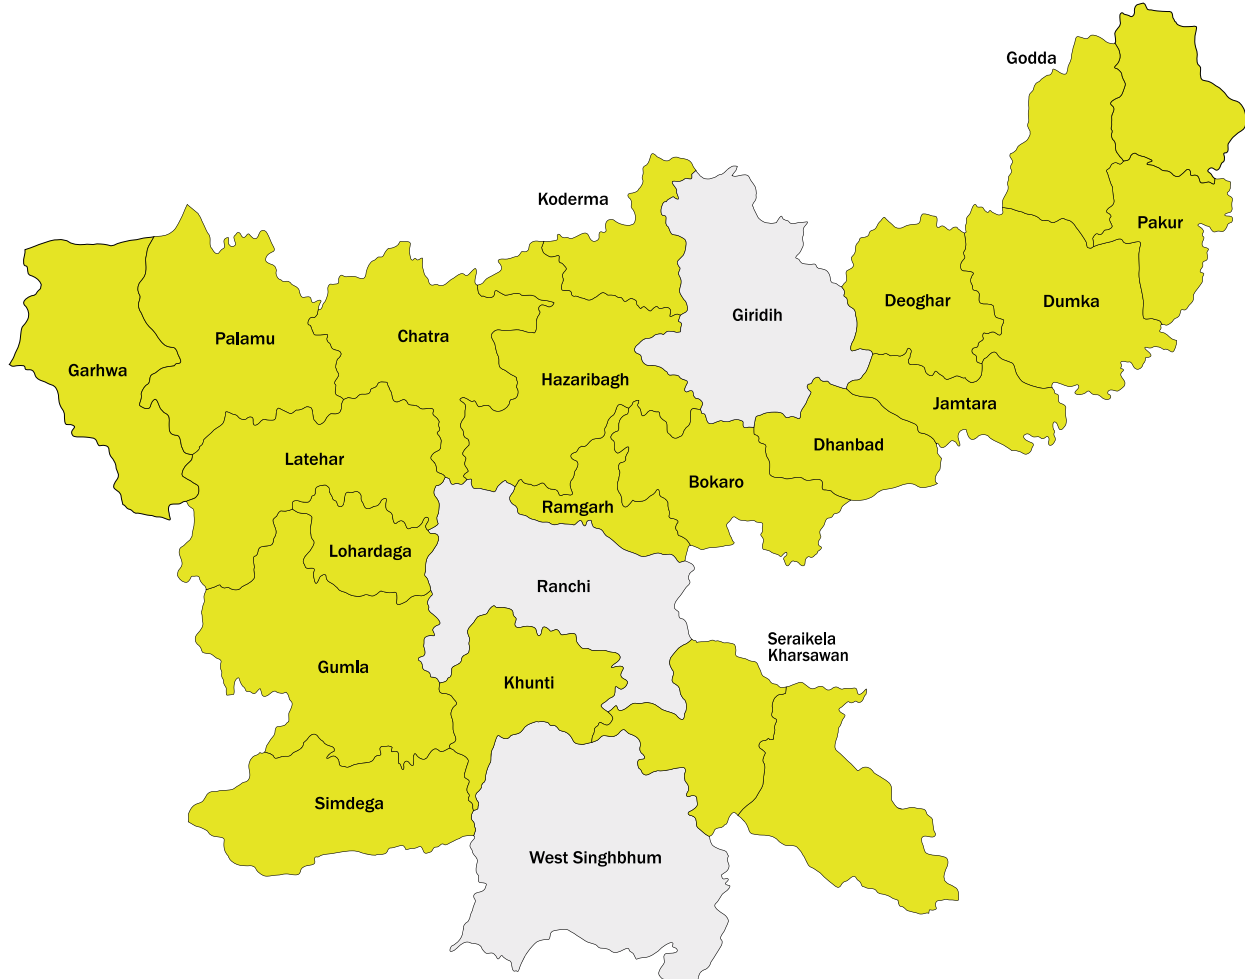 Godda
Koderma
Pakur
Deoghar
Dumka
Giridih
Palamu
Chatra
Garhwa
Hazaribagh
Jamtara
Dhanbad
Latehar
Bokaro
Ramgarh
Lohardaga
Ranchi
Seraikela
Kharsawan
Gumla
Khunti
Simdega
West Singhbhum